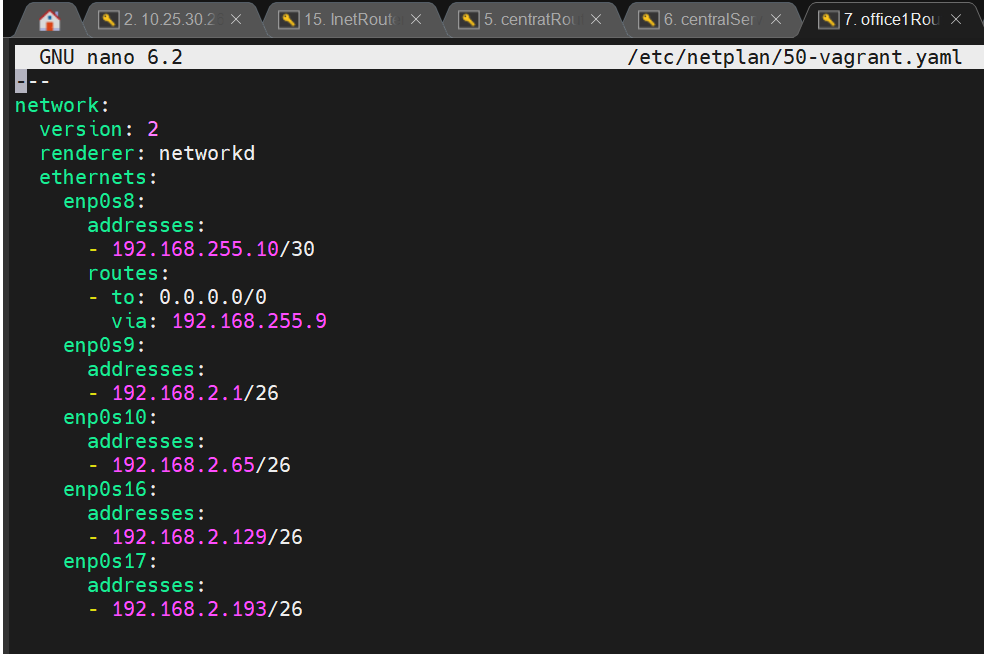 2. 10.25.30.2
15. InetRoute
5. centratRou
6. centralSer
7. office1Rou
GNU nano 6.2 /etc/netplan/50-vagrant.yaml
---
network:
  version: 2
  renderer: networkd
  ethernets:
    enp0s8:
      addresses:
      - 192.168.255.10/30
      routes:
      - to: 0.0.0.0/0
        via: 192.168.255.9
    enp0s9:
      addresses:
      - 192.168.2.1/26
    enp0s10:
      addresses:
      - 192.168.2.65/26
    enp0s16:
      addresses:
      - 192.168.2.129/26
    enp0s17:
      addresses:
      - 192.168.2.193/26